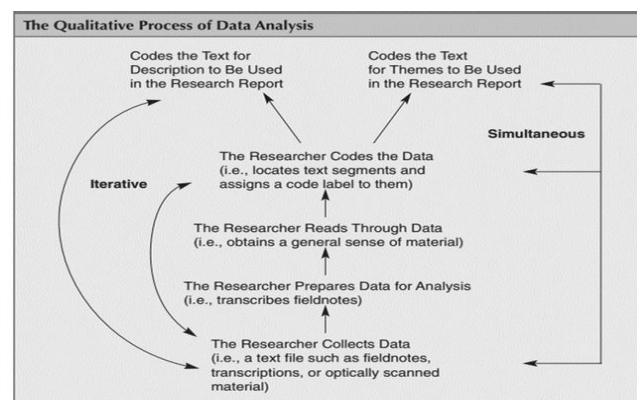 The Qualitative Process of Data Analysis
Codes the Text for
Description to Be Used
in the Research Report
Codes the Text
for Themes to Be Used
in the Research Report
Simultaneous
The Researcher Codes the Data
(i.e., locates text segments and
assigns a code label to them)
Iterative
The Researcher Reads Through Data
(i.e., obtains a general sense of material)
The Researcher Prepares Data for Analysis
(i.e., transcribes fieldnotes)
The Researcher Collects Data
(i.e., a text file such as fieldnotes,
transcriptions, or optically scanned
material)